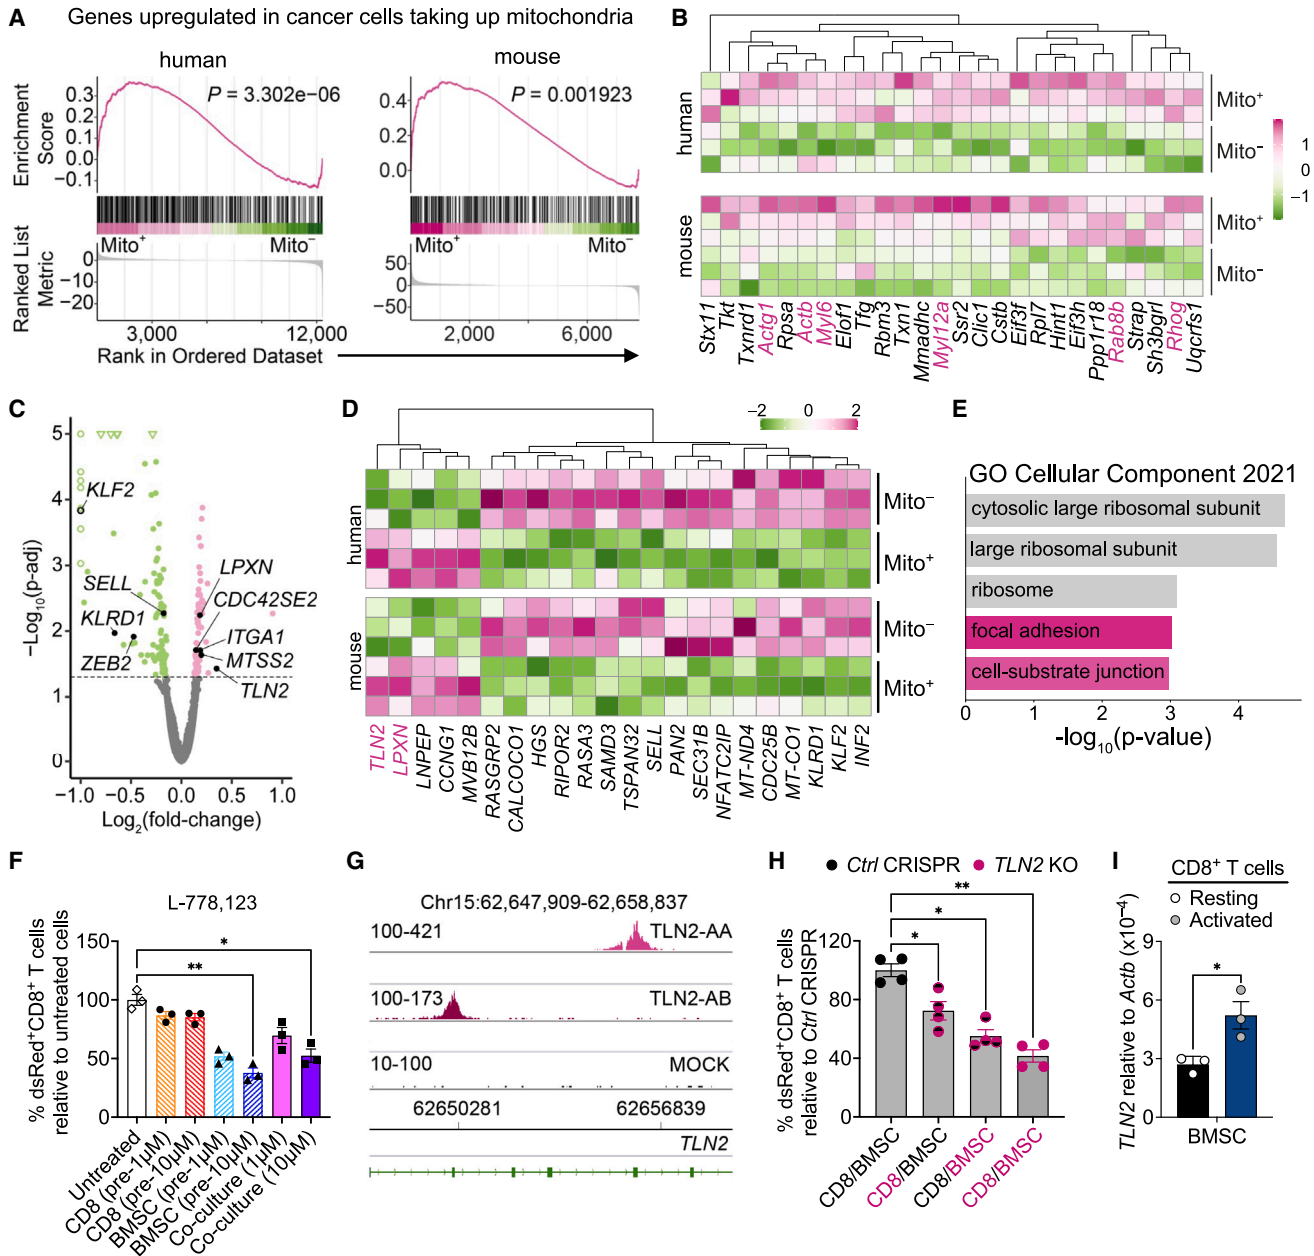 A
Genes upregulated in cancer cells taking up mitochondria
human
mouse
Enrichment
Score
0.3
0.2
0.1
0.0
−0.1
P = 3.302e−06
0.4
0.2
0.0
P = 0.001923
Mito+
Mito−
Mito+
Mito−
Ranked List
Metric
0
−10
−20
50
0
−50
3,000
12,000
2,000
6,000
Rank in Ordered Dataset
B
human
mouse
Mito+
Mito−
Mito+
Mito−
1
0
−1
Stx11
Tkt
Txnrd1
Actg1
Rpsa
Actb
Myl6
Elof1
Tfg
Rbm3
Txn1
Mmadhc
Myl12a
Ssr2
Clic1
Cstb
Eif3f
Rpl7
Hint1
Eif3h
Ppp1r18
Rab8b
Strap
Sh3bgrl
Rhog
Uqcrfs1
C
−Log10(p-adj)
5
4
3
2
1
0
KLF2
SELL
KLRD1
ZEB2
LPXN
CDC42SE2
ITGA1
MTSS2
TLN2
−1.0
−0.5
0.0
0.5
1.0
Log2(fold-change)
D
−2
0
2
human
mouse
Mito−
Mito+
Mito−
Mito+
TLN2
LPXN
LNPEP
CCNG1
MVB12B
RASGRP2
CALCOCO1
HGS
RIPOR2
RASA3
SAMD3
TSPAN32
SELL
PAN2
SEC31B
NFATC2IP
MT-ND4
CDC25B
MT-CO1
KLRD1
KLF2
INF2
E
GO Cellular Component 2021
cytosolic large ribosomal subunit
large ribosomal subunit
ribosome
focal adhesion
cell-substrate junction
0
1
2
3
4
-log10(p-value)
F
L-778,123
% dsRed+CD8+ T cells
relative to untreated cells
150
100
50
0
*
**
Untreated
CD8 (pre-1µM)
CD8 (pre-10µM)
BMSC (pre-1µM)
BMSC (pre-10µM)
Co-culture (1µM)
Co-culture (10µM)
G
Chr15:62,647,909-62,658,837
100-421
TLN2-AA
100-173
TLN2-AB
10-100
MOCK
62650281
62656839
TLN2
H
Ctrl CRISPR
TLN2 KO
% dsRed+CD8+ T cells
relative to Ctrl CRISPR
120
80
40
0
**
*
*
CD8/BMSC
CD8/BMSC
CD8/BMSC
CD8/BMSC
I
CD8+ T cells
Resting
Activated
TLN2 relative to Actb (x10−4)
9
6
3
0
*
BMSC